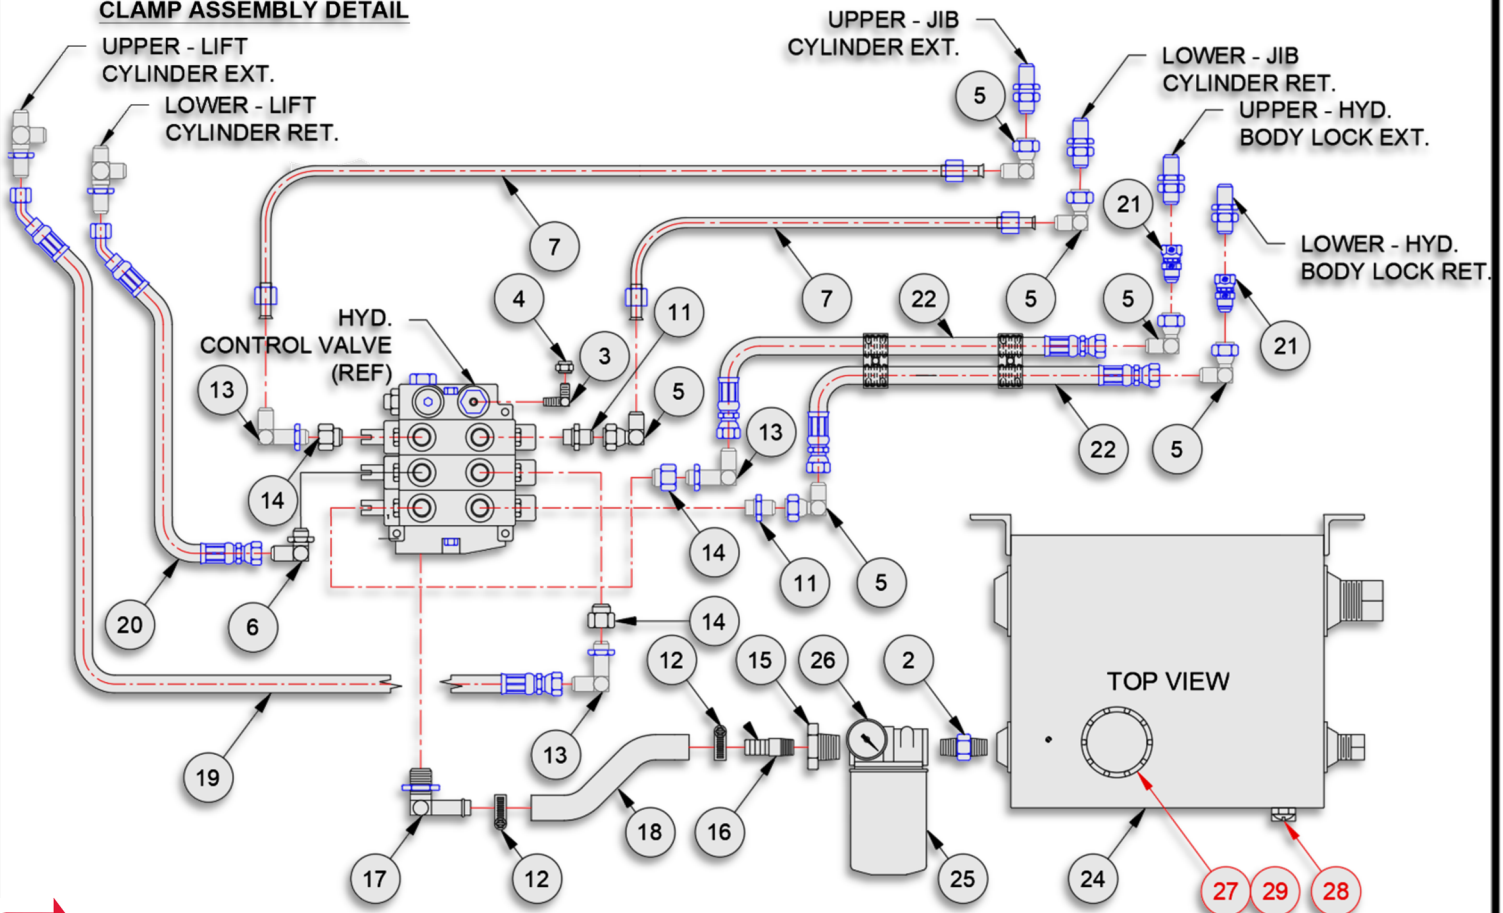 CLAMP ASSEMBLY DETAIL
UPPER - LIFT
CYLINDER EXT.
LOWER - LIFT
CYLINDER RET.
UPPER - JIB
CYLINDER EXT.
LOWER - JIB
CYLINDER RET.
UPPER - HYD.
BODY LOCK EXT.
LOWER - HYD.
BODY LOCK RET.
5
21
7
4
11
7
5
22
5
21
HYD.
CONTROL VALVE
(REF)
3
13
5
13
22
5
14
14
11
5
20
6
14
12
15
26
2
TOP VIEW
19
13
18
16
17
12
25
24
27
29
28